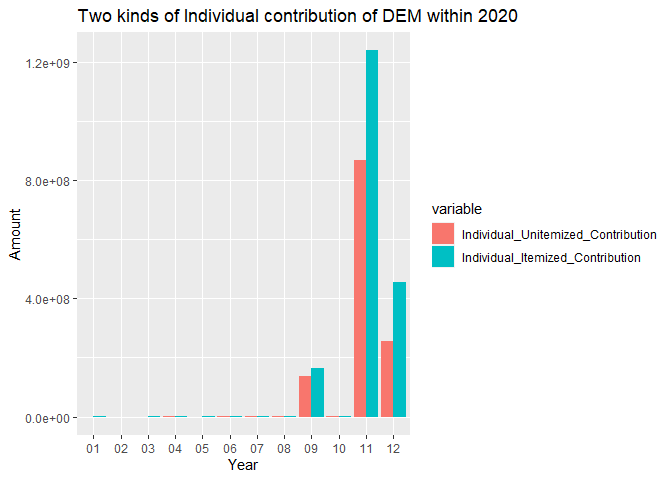 Two kinds of Individual contribution of DEM within 2020
Amount
1.2e+09
8.0e+08
4.0e+08
0.0e+00
01 02 03 04 05 06 07 08 09 10 11 12
Year
variable
Individual_Unitemized_Contribution
Individual_Itemized_Contribution